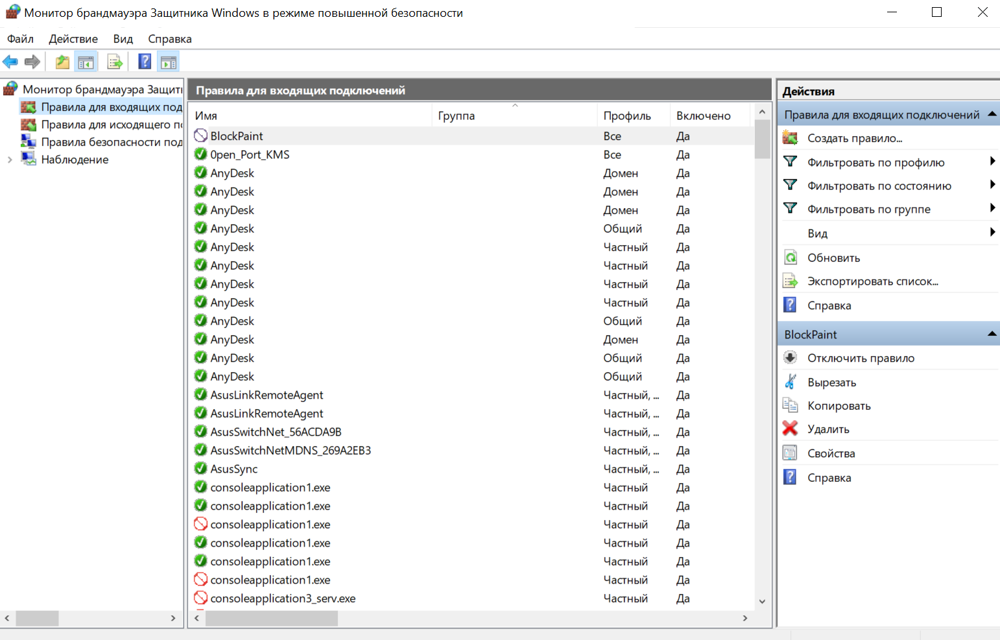 Монитор брандмауэра Защитника Windows в режиме повышенной безопасности
Файл Действие Вид Справка
Монитор брандмауэра Защит
Правила для входящих под
Правила для исходящего п
Правила безопасности под
Наблюдение
Правила для входящих подключений
Имя Группа Профиль Включено
BlockPaint Все Да
0pen_Port_KMS Все Да
AnyDesk Домен Да
AnyDesk Домен Да
AnyDesk Домен Да
AnyDesk Общий Да
AnyDesk Частный Да
AnyDesk Частный Да
AnyDesk Частный Да
AnyDesk Частный Да
AnyDesk Общий Да
AnyDesk Домен Да
AnyDesk Общий Да
AnyDesk Общий Да
AsusLinkRemoteAgent Частный, ... Да
AsusLinkRemoteAgent Частный, ... Да
AsusSwitchNet_56ACDA9B Частный, ... Да
AsusSwitchNetMDNS_269A2EB3 Частный, ... Да
AsusSync Частный, ... Да
consoleapplication1.exe Частный Да
consoleapplication1.exe Частный Да
consoleapplication1.exe Частный Да
consoleapplication1.exe Частный Да
consoleapplication1.exe Частный Да
consoleapplication1.exe Частный Да
consoleapplication3_serv.exe Частный Да
Действия
Правила для входящих подключений
Создать правило...
Фильтровать по профилю
Фильтровать по состоянию
Фильтровать по группе
Вид
Обновить
Экспортировать список...
Справка
BlockPaint
Отключить правило
Вырезать
Копировать
Удалить
Свойства
Справка